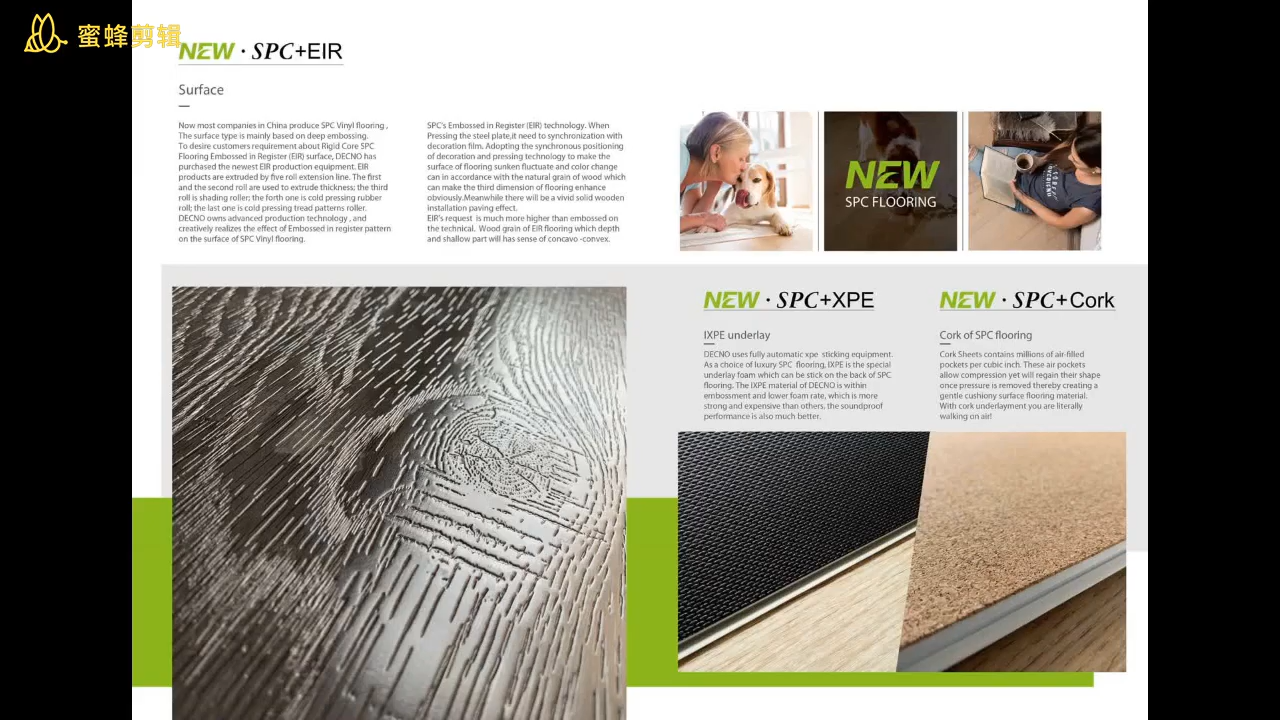 蜜蜂剪辑
NEW · SPC+EIR
Surface
Now most companies in China produce SPC Vinyl flooring ,
The surface type is mainly based on deep embossing.
To desire customers requirement about Rigid Core SPC
Flooring Embossed in Register (EIR) surface, DECNO has
purchased the newest EIR production equipment. EIR
products are extruded by five roll extension line. The first
and the second roll are used to extrude thickness; the third
roll is shading roller; the forth one is cold pressing rubber
roll; the last one is cold pressing tread patterns roller.
DECNO owns advanced production technology , and
creatively realizes the effect of Embossed in register pattern
on the surface of SPC Vinyl flooring.
SPC's Embossed in Register (EIR) technology. When
Pressing the steel plate,it need to synchronization with
decoration film. Adopting the synchronous positioning
of decoration and pressing technology to make the
surface of flooring sunken fluctuate and color change
can in accordance with the natural grain of wood which
can make the third dimension of flooring enhance
obviously.Meanwhile there will be a vivid solid wooden
installation paving effect.
EIR's request is much more higher than embossed on
the technical. Wood grain of EIR flooring which depth
and shallow part will has sense of concavo -convex.
NEW
SPC FLOORING
NEW · SPC+XPE
IXPE underlay
DECNO uses fully automatic xpe sticking equipment.
As a choice of luxury SPC flooring, IXPE is the special
underlay foam which can be stick on the back of SPC
flooring. The IXPE material of DECNO is within
embossment and lower foam rate, which is more
strong and expensive than others, the soundproof
performance is also much better.
NEW · SPC+Cork
Cork of SPC flooring
Cork Sheets contains millions of air-filled
pockets per cubic inch. These air pockets
allow compression yet will regain their shape
once pressure is removed thereby creating a
gentle cushiony surface flooring material.
With cork underlayment you are literally
walking on air!